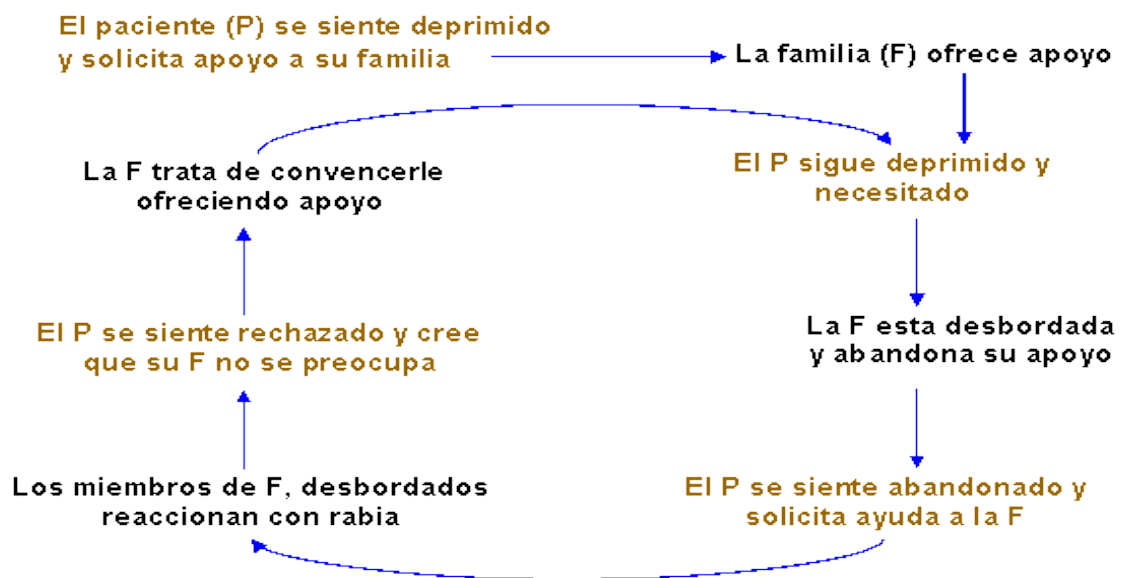 El paciente (P) se siente deprimido
y solicita apoyo a su familia
La familia (F) ofrece apoyo
El P sigue deprimido y
necesitado
La F esta desbordada
y abandona su apoyo
El P se siente abandonado y
solicita ayuda a la F
Los miembros de F, desbordados
reaccionan con rabia
El P se siente rechazado y cree
que su F no se preocupa
La F trata de convencerle
ofreciendo apoyo